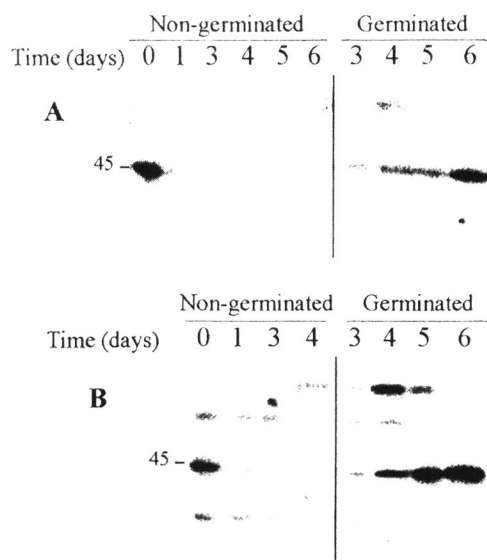 Non-germinated Germinated
Time (days) 0 1 3 4 5 6 3 4 5 6
A
45
Non-germinated Germinated
Time (days) 0 1 3 4 3 4 5 6
B
45